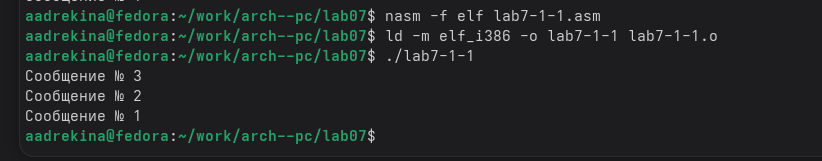 aadrekina@fedora:~/work/arch--pc/lab07$ nasm -f elf lab7-1-1.asm
aadrekina@fedora:~/work/arch--pc/lab07$ ld -m elf_i386 -o lab7-1-1 lab7-1-1.o
aadrekina@fedora:~/work/arch--pc/lab07$ ./lab7-1-1
Сообщение № 3
Сообщение № 2
Сообщение № 1
aadrekina@fedora:~/work/arch--pc/lab07$